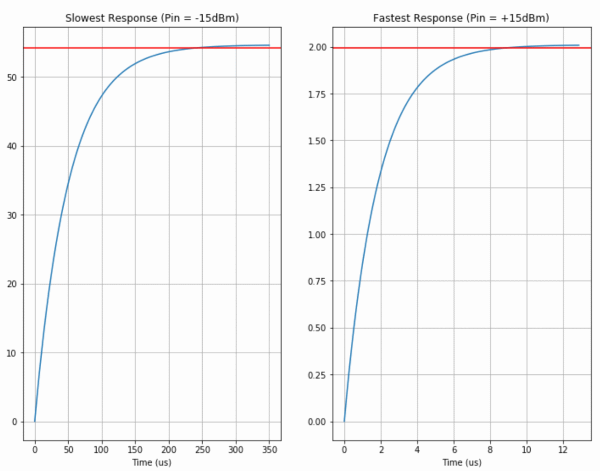 Slowest Response (Pin = -15dBm)
50
40
30
20
10
0
0 50 100 150 200 250 300 350
Time (us)
Fastest Response (Pin = +15dBm)
2.00
1.75
1.50
1.25
1.00
0.75
0.50
0.25
0.00
0 2 4 6 8 10 12
Time (us)